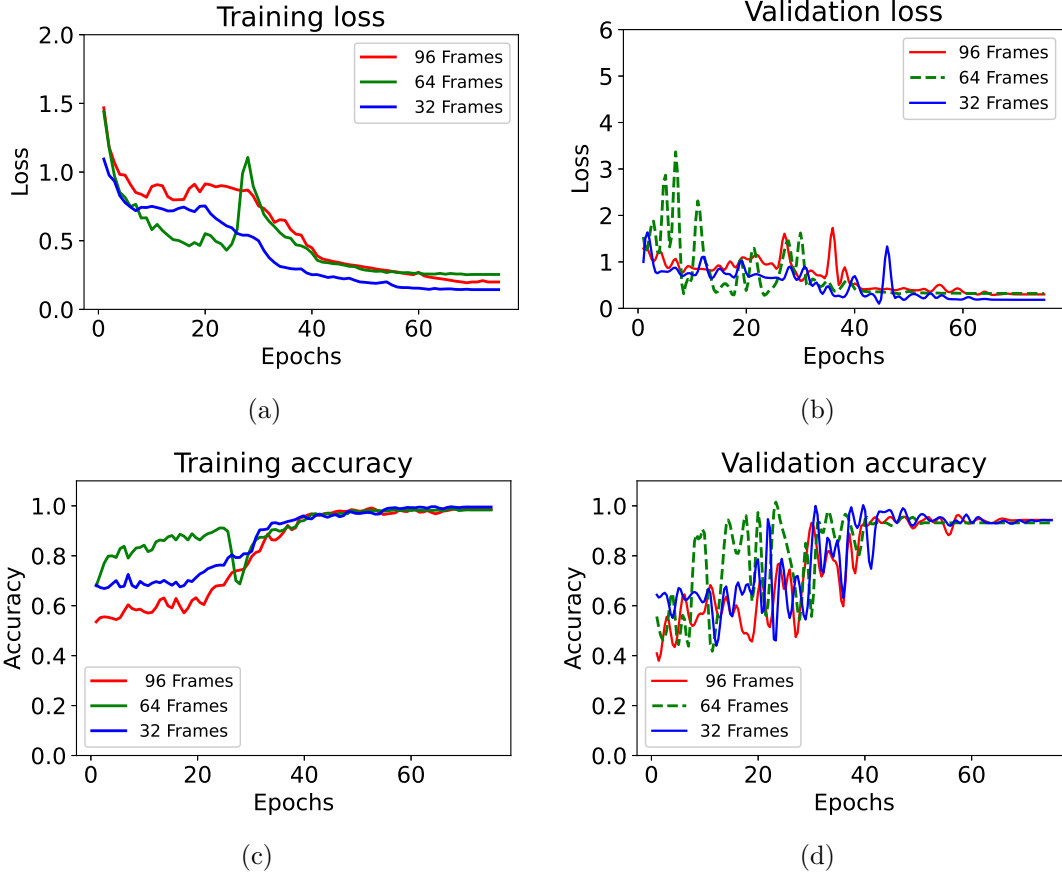 Training loss
2.0
1.5
1.0
0.5
0.0
Loss
96 Frames
64 Frames
32 Frames
0 20 40 60
Epochs
(a)
Validation loss
6
5
4
3
2
1
0
Loss
96 Frames
64 Frames
32 Frames
0 20 40 60
Epochs
(b)
Training accuracy
1.0
0.8
0.6
0.4
0.2
0.0
Accuracy
96 Frames
64 Frames
32 Frames
0 20 40 60
Epochs
(c)
Validation accuracy
1.0
0.8
0.6
0.4
0.2
0.0
Accuracy
96 Frames
64 Frames
32 Frames
0 20 40 60
Epochs
(d)